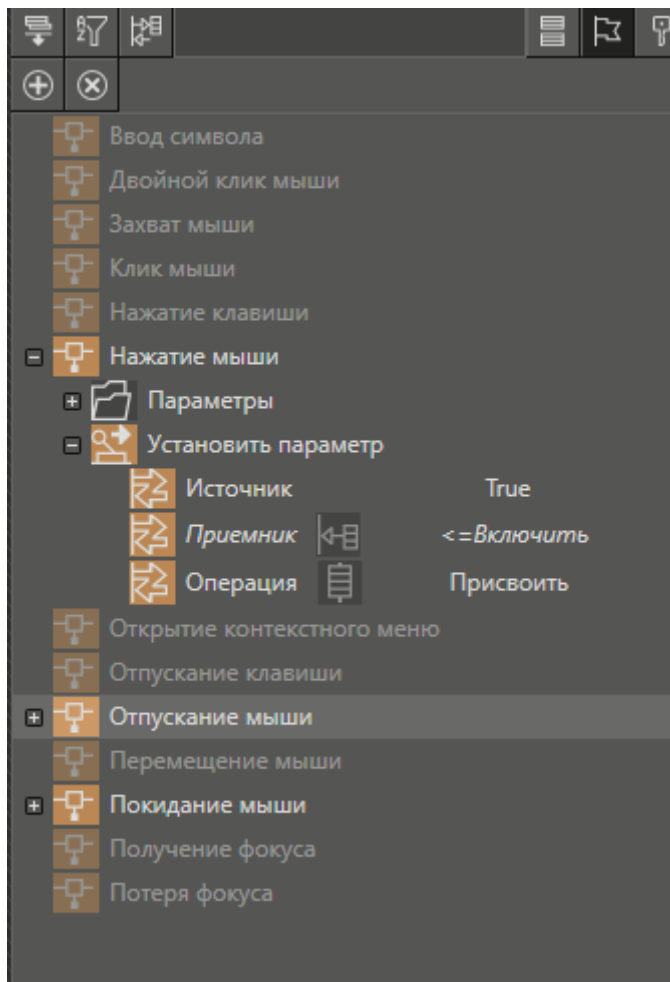 Ввод символа
Двойной клик мыши
Захват мыши
Клик мыши
Нажатие клавиши
Нажатие мыши
Параметры
Установить параметр
Источник True
Приемник <=Включить
Операция Присвоить
Открытие контекстного меню
Отпускание клавиши
Отпускание мыши
Перемещение мыши
Покидание мыши
Получение фокуса
Потеря фокуса